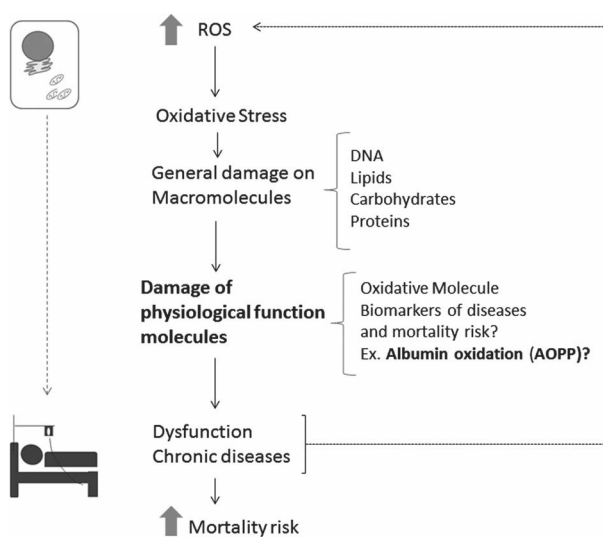 ROS
Oxidative Stress
General damage on
Macromolecules
DNA
Lipids
Carbohydrates
Proteins
Damage of
physiological function
molecules
Oxidative Molecule
Biomarkers of diseases
and mortality risk?
Ex. Albumin oxidation (AOPP)?
Dysfunction
Chronic diseases
Mortality risk